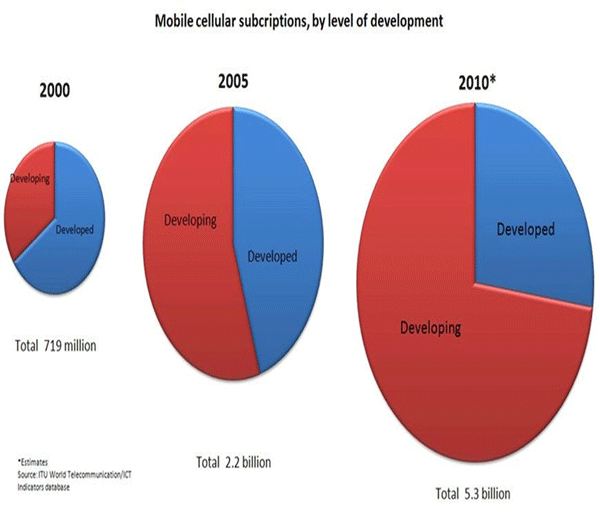 Mobile cellular subcriptions, by level of development
2000
Developing
Developed
Total 719 million
2005
Developing
Developed
Total 2.2 billion
2010*
Developed
Developing
Total 5.3 billion
*Estimates
Source: ITU World Telecommunication/ICT
Indicators database